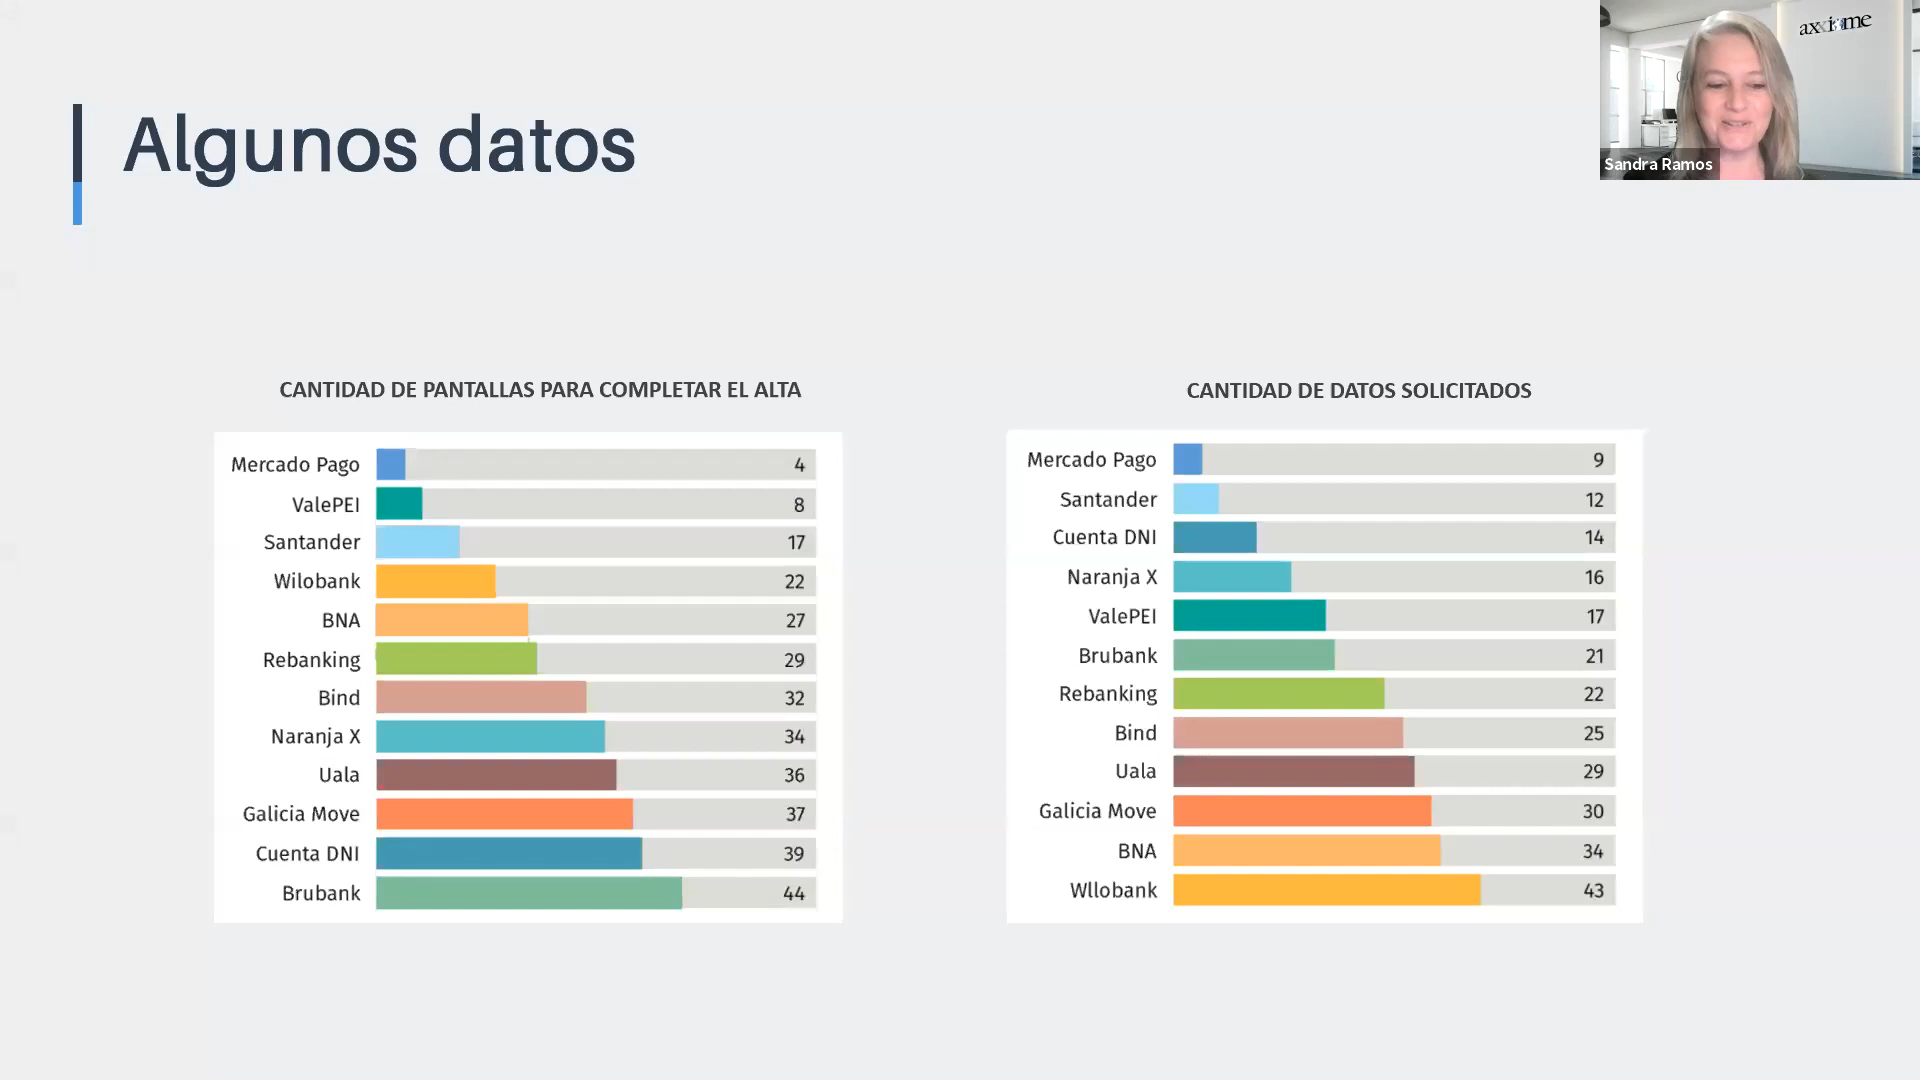 axxiome
Sandra Ramos
Algunos datos
CANTIDAD DE PANTALLAS PARA COMPLETAR EL ALTA
Mercado Pago 4
ValePEI 8
Santander 17
Wilobank 22
BNA 27
Rebanking 29
Bind 32
Naranja X 34
Uala 36
Galicia Move 37
Cuenta DNI 39
Brubank 44
CANTIDAD DE DATOS SOLICITADOS
Mercado Pago 9
Santander 12
Cuenta DNI 14
Naranja X 16
ValePEI 17
Brubank 21
Rebanking 22
Bind 25
Uala 29
Galicia Move 30
BNA 34
Wllobank 43